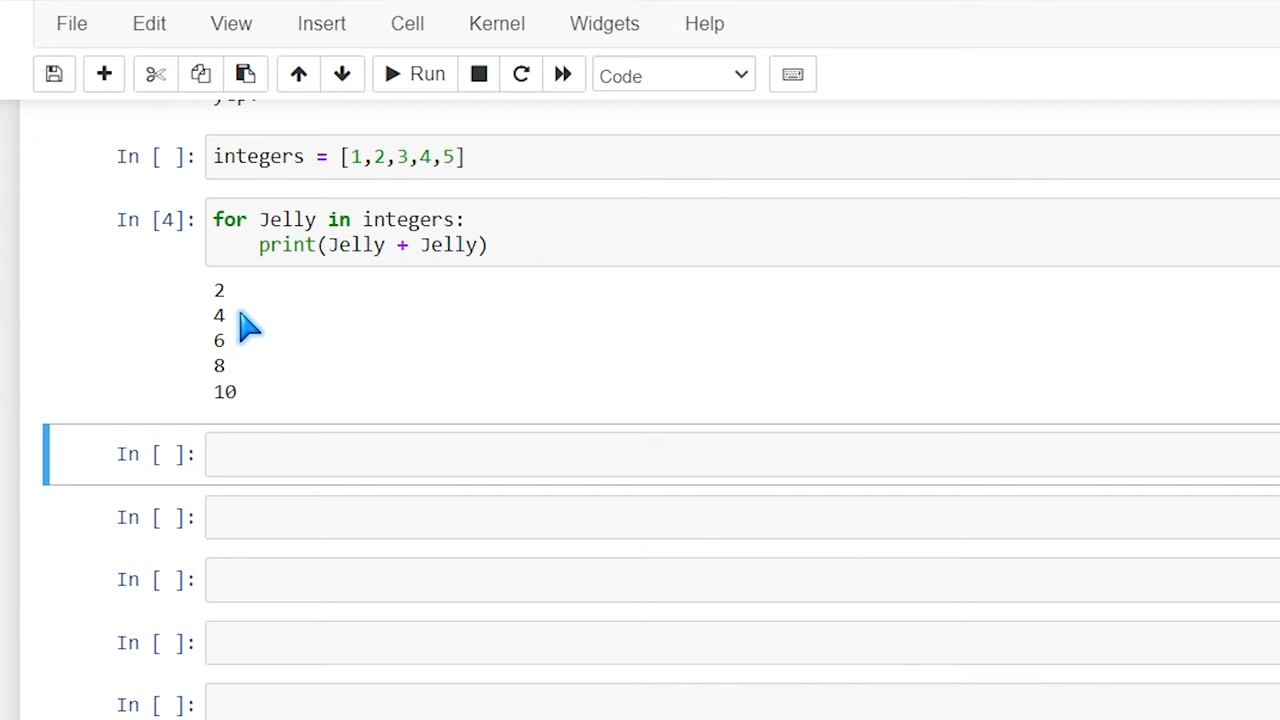 File Edit View Insert Cell Kernel Widgets Help
Run Code
In [ ]: integers = [1,2,3,4,5]
In [4]: for Jelly in integers:
print(Jelly + Jelly)
2
4
6
8
10
In [ ]:
In [ ]:
In [ ]:
In [ ]:
In [ ]: